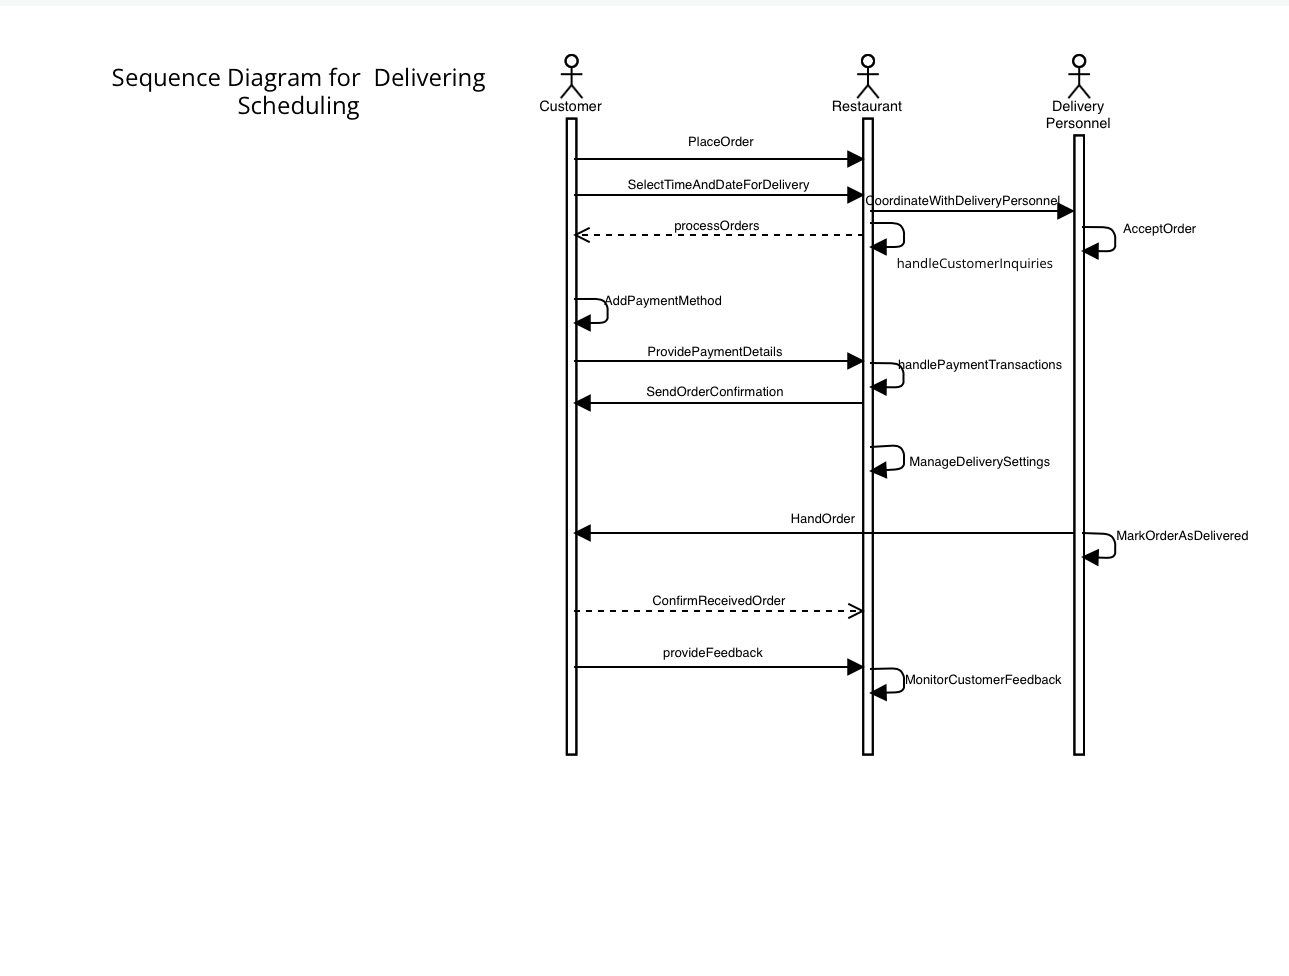 Sequence Diagram for  Delivering
Scheduling
Customer
Restaurant
Delivery
Personnel
PlaceOrder
SelectTimeAndDateForDelivery
CoordinateWithDeliveryPersonnel
processOrders
AcceptOrder
handleCustomerInquiries
AddPaymentMethod
ProvidePaymentDetails
handlePaymentTransactions
SendOrderConfirmation
ManageDeliverySettings
HandOrder
MarkOrderAsDelivered
ConfirmReceivedOrder
provideFeedback
MonitorCustomerFeedback